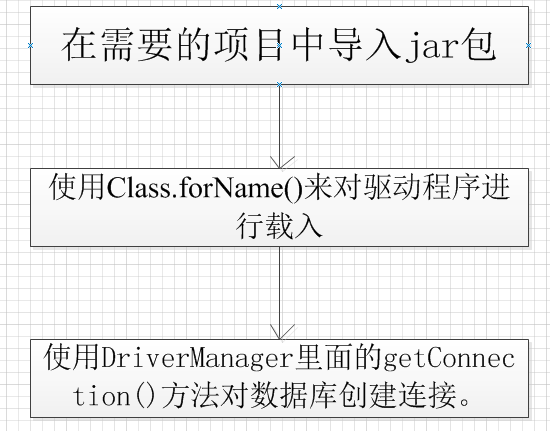 在需要的项目中导入jar包
使用Class.forName()来对驱动程序进
行载入
使用DriverManager里面的getConnec
tion()方法对数据库创建连接。